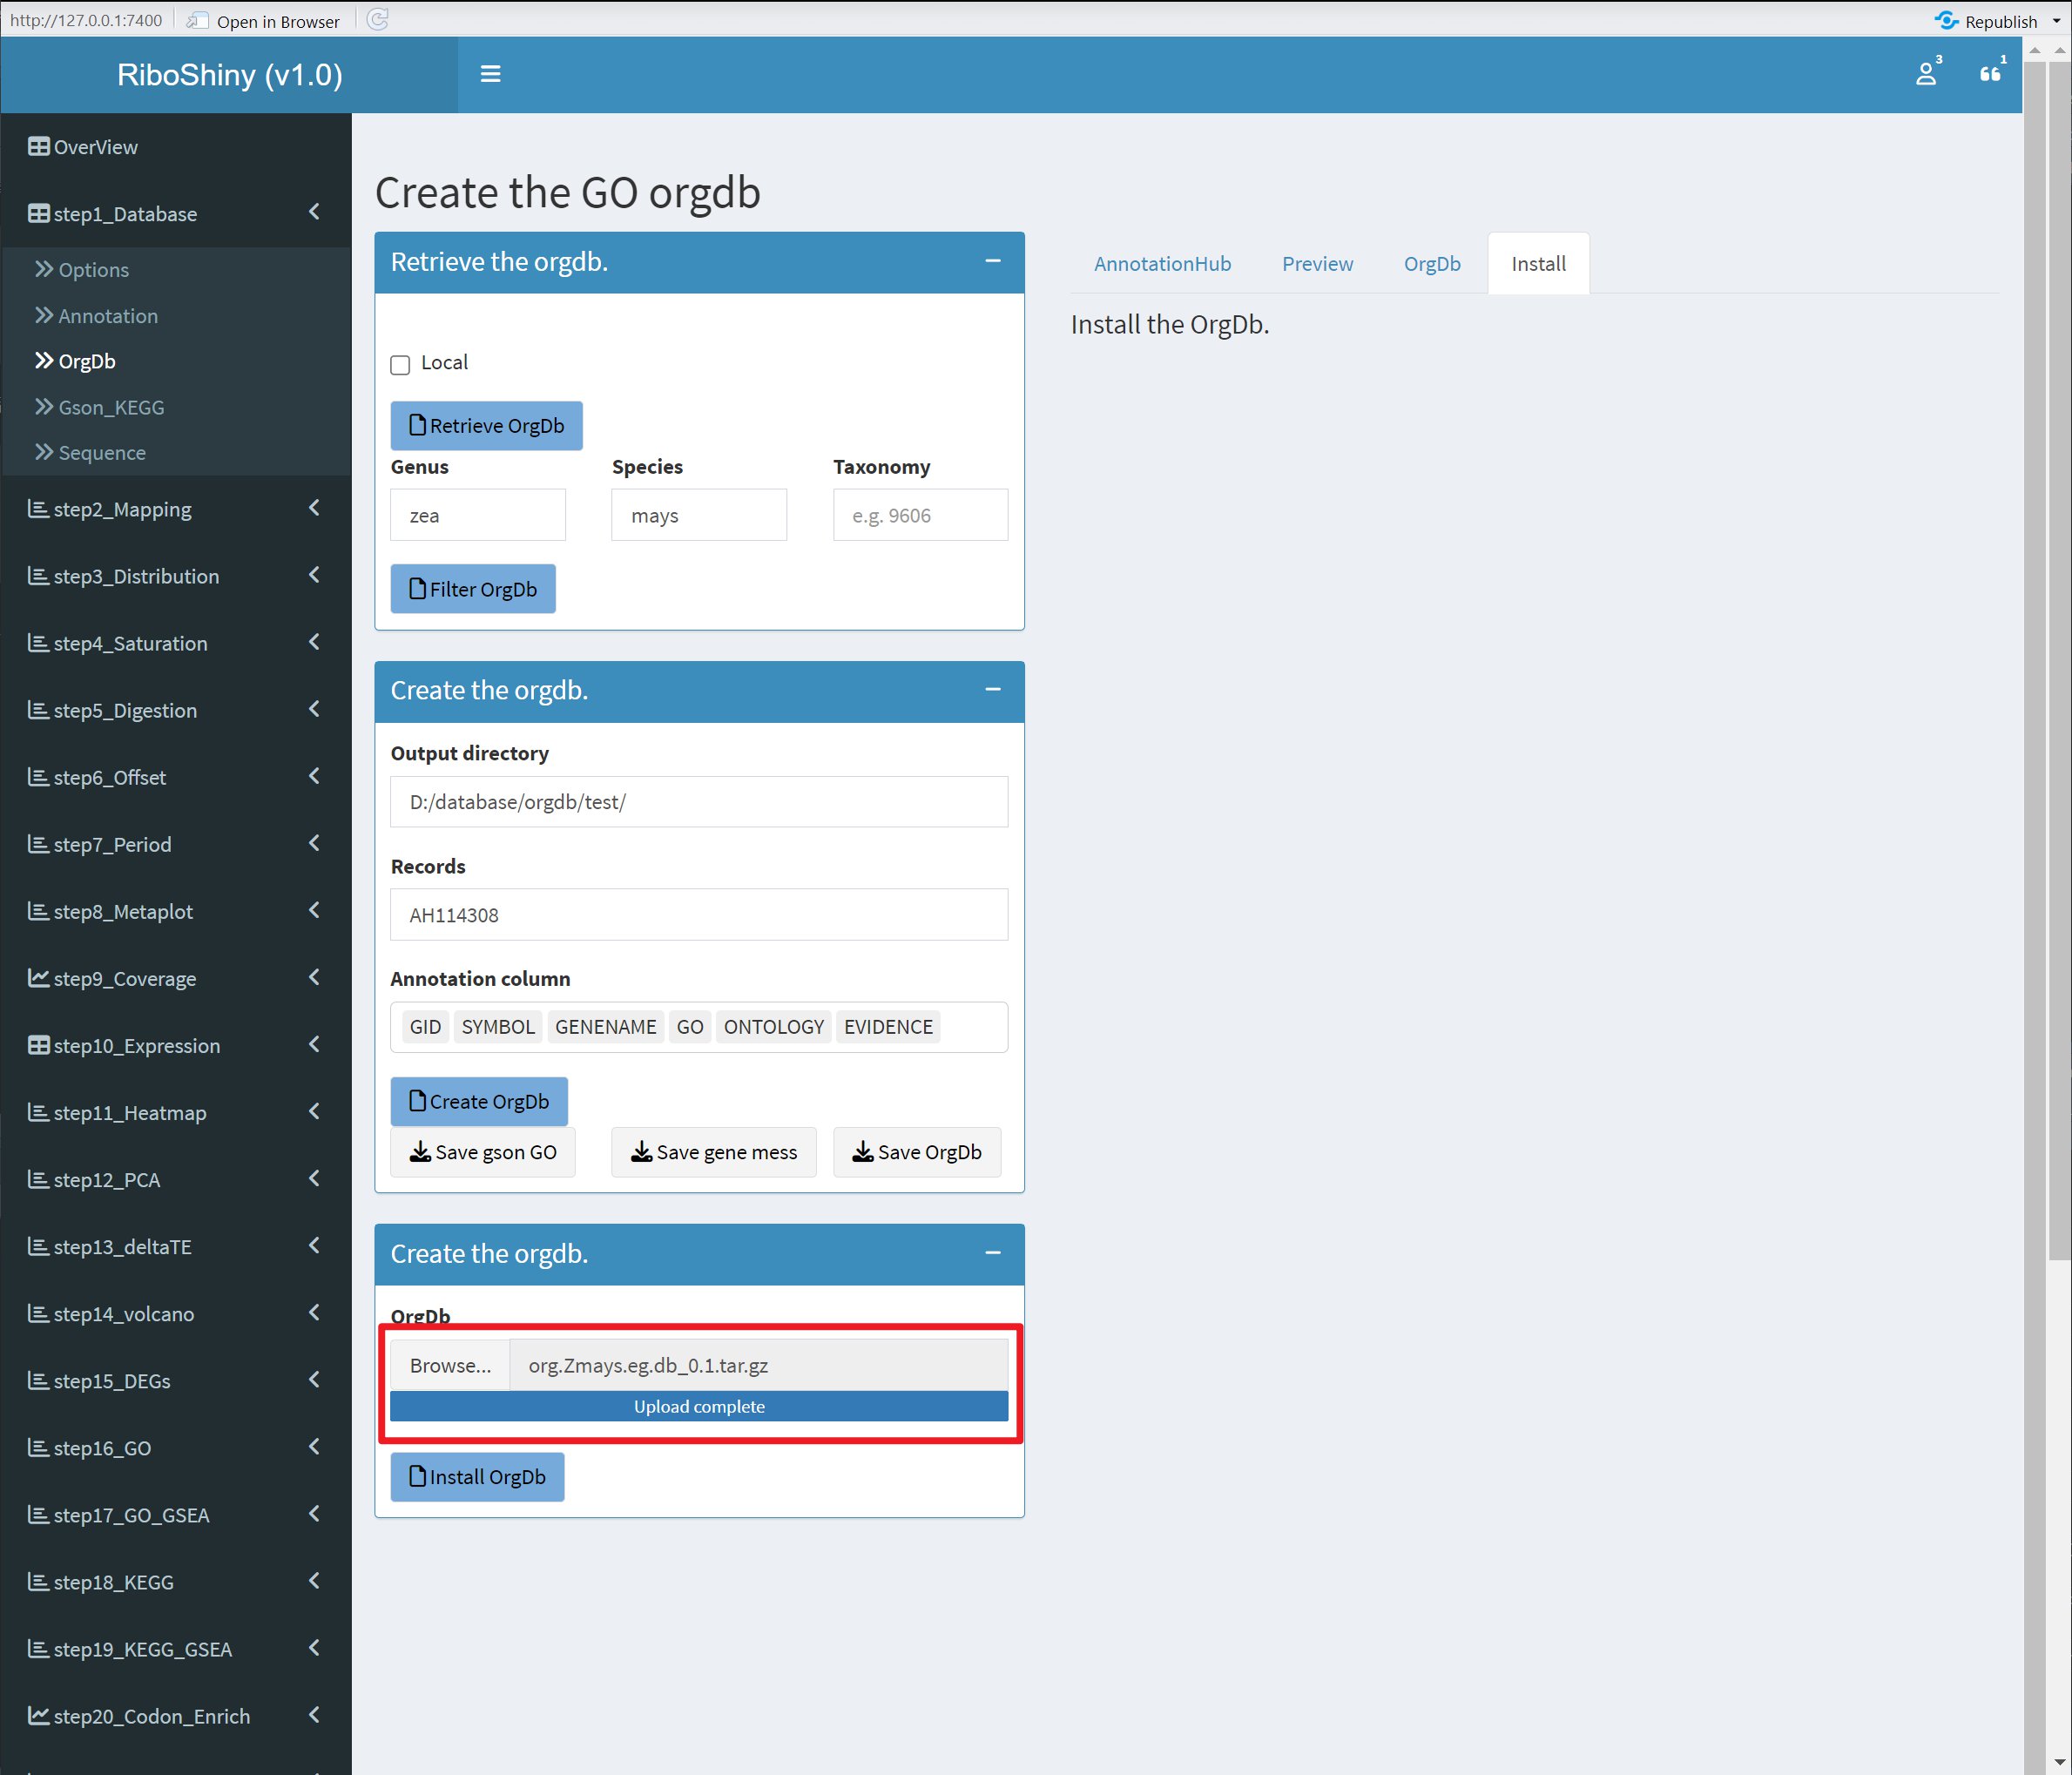 http://127.0.0.1:7400 Open in Browser Republish
RiboShiny (v1.0) 3 1
OverView
step1_Database
Options
Annotation
OrgDb
Gson_KEGG
Sequence
step2_Mapping
step3_Distribution
step4_Saturation
step5_Digestion
step6_Offset
step7_Period
step8_Metaplot
step9_Coverage
step10_Expression
step11_Heatmap
step12_PCA
step13_deltaTE
step14_volcano
step15_DEGs
step16_GO
step17_GO_GSEA
step18_KEGG
step19_KEGG_GSEA
step20_Codon_Enrich
Create the GO orgdb
Retrieve the orgdb.
Local
Retrieve OrgDb
Genus Species Taxonomy
zea mays e.g. 9606
Filter OrgDb
Create the orgdb.
Output directory
D:/database/orgdb/test/
Records
AH114308
Annotation column
GID SYMBOL GENENAME GO ONTOLOGY EVIDENCE
Create OrgDb
Save gson GO Save gene mess Save OrgDb
Create the orgdb.
OrgDb
Browse... org.Zmays.eg.db_0.1.tar.gz
Upload complete
Install OrgDb
AnnotationHub Preview OrgDb Install
Install the OrgDb.